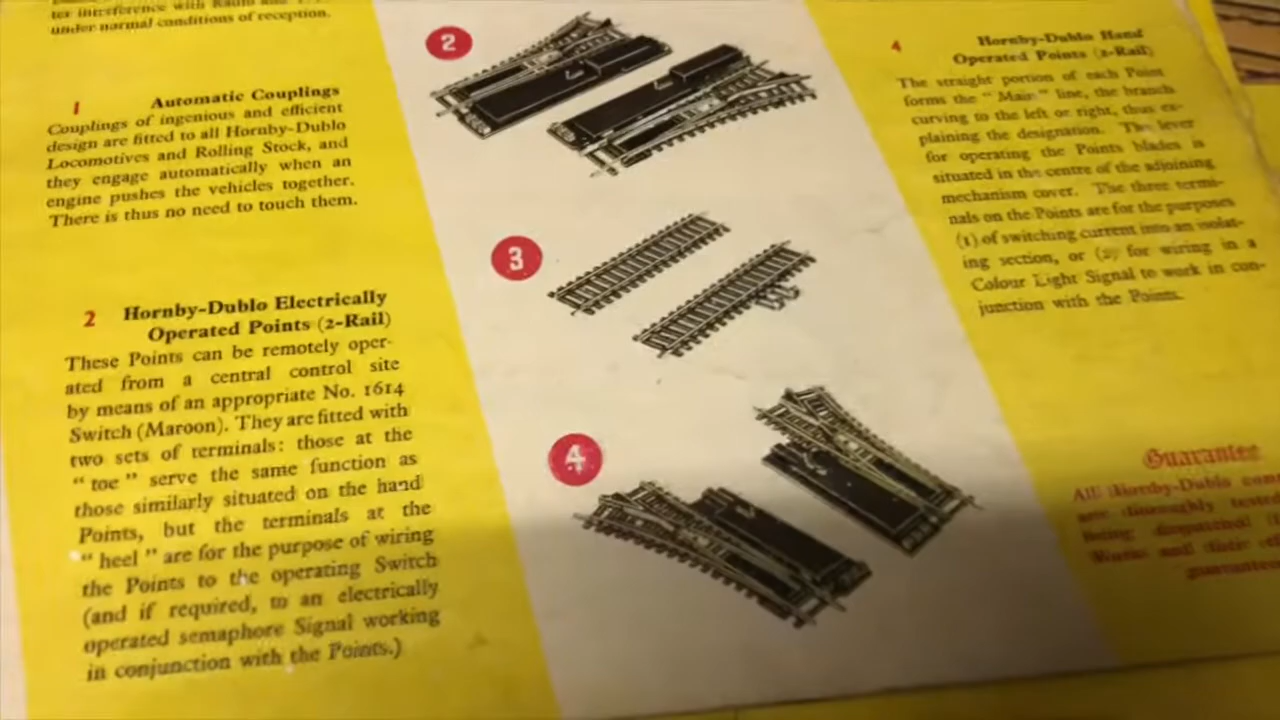 ter interference with Radio and
under normal conditions of reception.
1 Automatic Couplings
Couplings of ingenious and efficient
design are fitted to all Hornby-Dublo
Locomotives and Rolling Stock, and
they engage automatically when an
engine pushes the vehicles together.
There is thus no need to touch them.
2 Hornby-Dublo Electrically
Operated Points (2-Rail)
These Points can be remotely oper-
ated from a central control site
by means of an appropriate No. 1614
Switch (Maroon). They are fitted with
two sets of terminals: those at the
"toe" serve the same function as
those similarly situated on the hand
Points, but the terminals at the
"heel" are for the purpose of wiring
the Points to the operating Switch
(and if required, to an electrically
operated semaphore Signal working
in conjunction with the Points.)
2
3
4
4 Hornby-Dublo Hand
Operated Points (2-Rail)
The straight portion of each Point
forms the "Main" line, the branch
curving to the left or right, thus ex-
plaining the designation. The lever
for operating the Points blades is
situated in the centre of the adjoining
mechanism cover. The three termi-
nals on the Points are for the purposes
(1) of switching current into an isolat-
ing section, or (2) for wiring in a
Colour Light Signal to work in con-
junction with the Points.
Guarantee
All Hornby-Dublo
are thoroughly tested
being
guaranteed